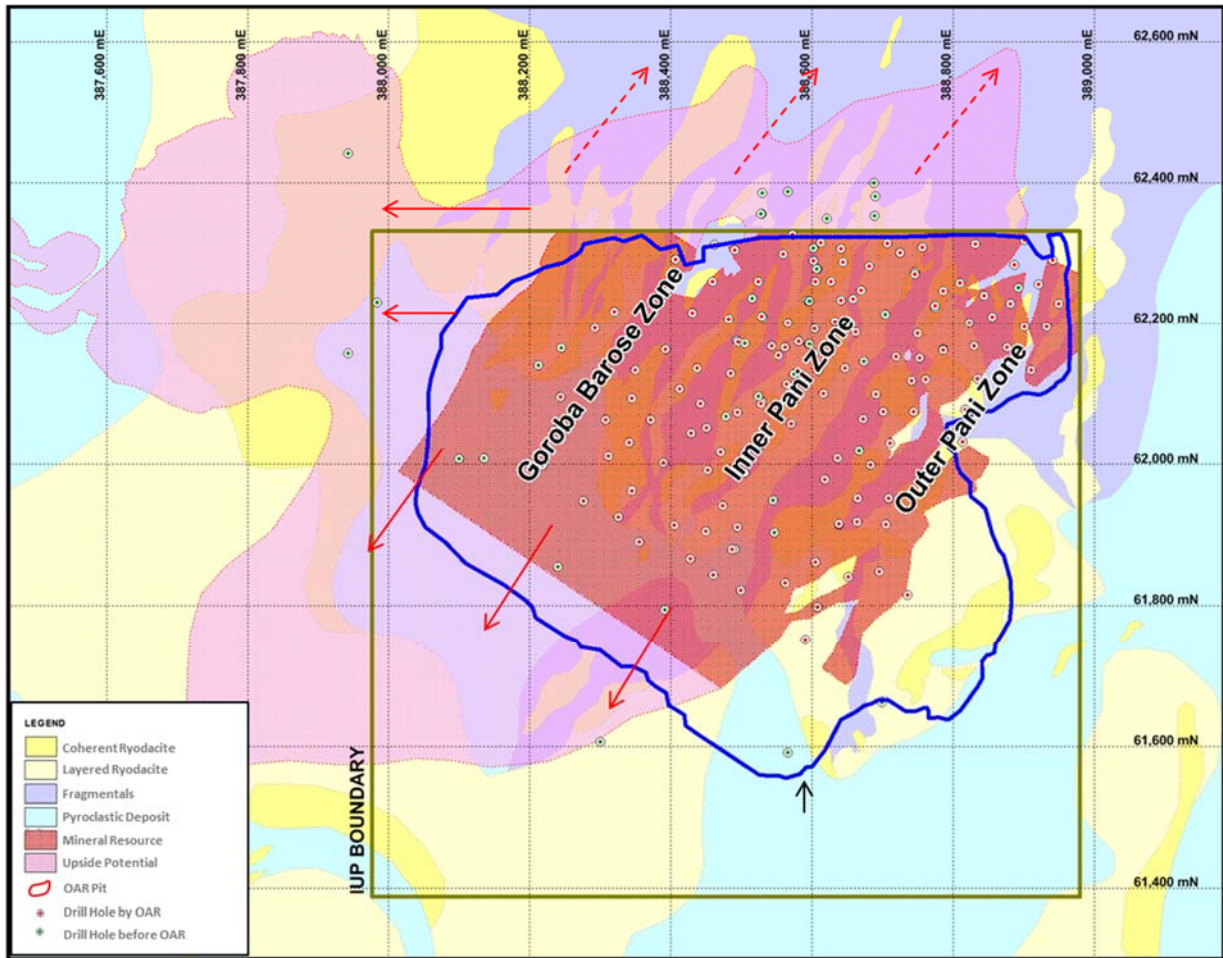 387,600 mE
387,800 mE
388,000 mE
388,200 mE
388,400 mE
388,600 mE
388,800 mE
389,000 mE
62,600 mN
62,400 mN
62,200 mN
62,000 mN
61,800 mN
61,600 mN
61,400 mN
Goroba Barose Zone
Inner Pani Zone
Outer Pani Zone
IUP BOUNDARY
LEGEND
Coherent Ryodacite
Layered Ryodacite
Fragmentals
Pyroclastic Deposit
Mineral Resource
Upside Potential
OAR Pit
Drill Hole by OAR
Drill Hole before OAR